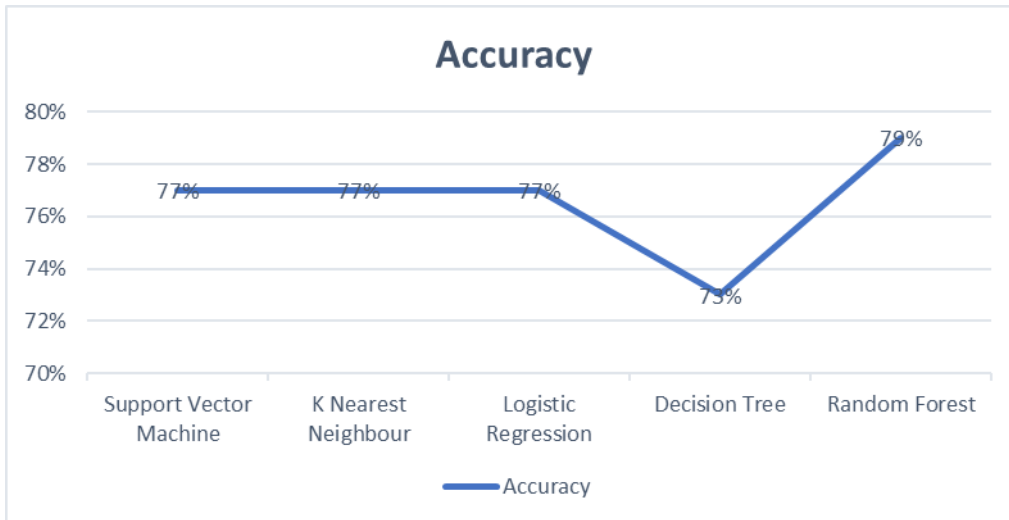 Accuracy
80%
78%
76%
74%
72%
70%
77%
77%
77%
73%
79%
Support Vector
Machine
K Nearest
Neighbour
Logistic
Regression
Decision Tree
Random Forest
Accuracy